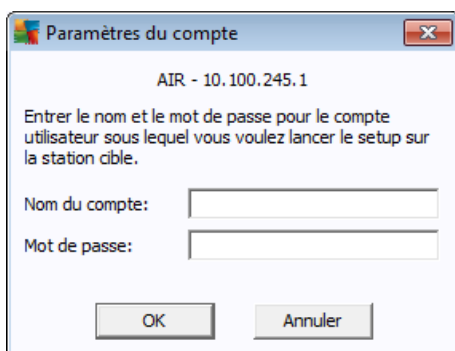 Paramètres du compte
AIR - 10.100.245.1
Entrer le nom et le mot de passe pour le compte
utilisateur sous lequel vous voulez lancer le setup sur
la station cible.
Nom du compte:
Mot de passe:
OK
Annuler